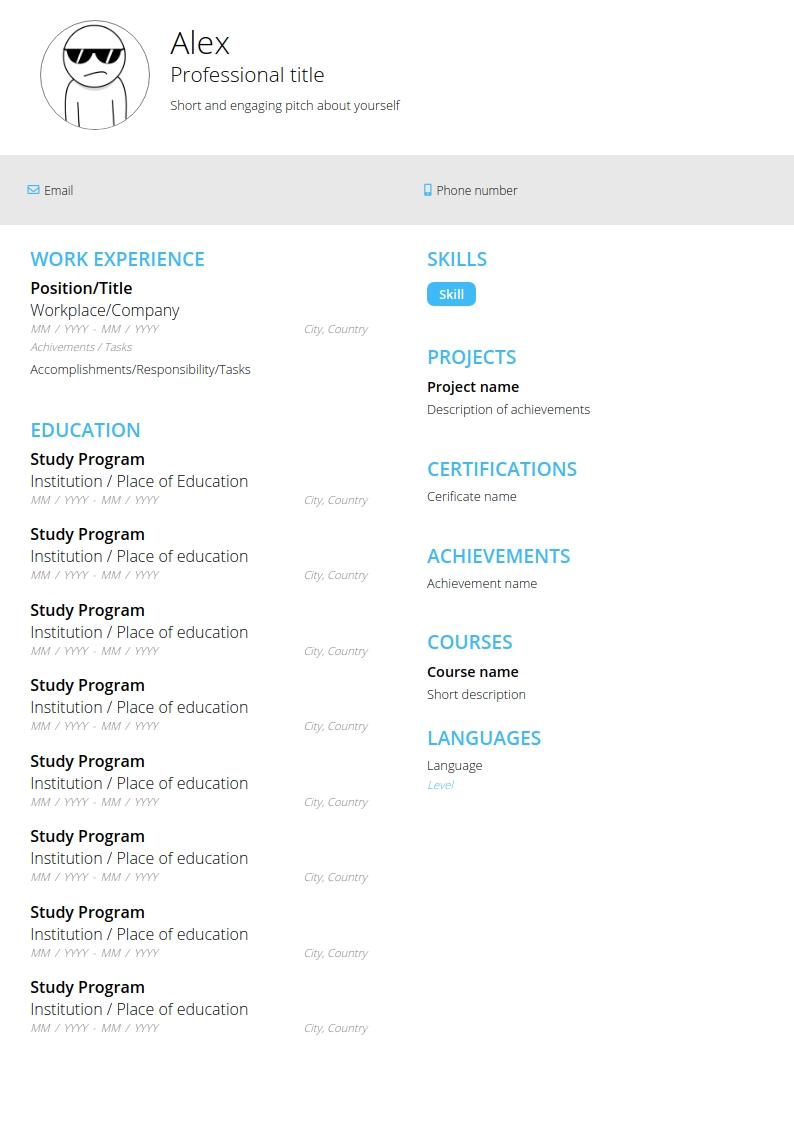 Alex
Professional title
Short and engaging pitch about yourself
Email
Phone number
WORK EXPERIENCE
Position/Title
Workplace/Company
MM / YYYY - MM / YYYY City, Country
Achivements / Tasks
Accomplishments/Responsibility/Tasks
EDUCATION
Study Program
Institution / Place of Education
MM / YYYY - MM / YYYY City, Country
Study Program
Institution / Place of education
MM / YYYY - MM / YYYY City, Country
Study Program
Institution / Place of education
MM / YYYY - MM / YYYY City, Country
Study Program
Institution / Place of education
MM / YYYY - MM / YYYY City, Country
Study Program
Institution / Place of education
MM / YYYY - MM / YYYY City, Country
Study Program
Institution / Place of education
MM / YYYY - MM / YYYY City, Country
Study Program
Institution / Place of education
MM / YYYY - MM / YYYY City, Country
Study Program
Institution / Place of education
MM / YYYY - MM / YYYY City, Country
SKILLS
Skill
PROJECTS
Project name
Description of achievements
CERTIFICATIONS
Cerificate name
ACHIEVEMENTS
Achievement name
COURSES
Course name
Short description
LANGUAGES
Language
Level